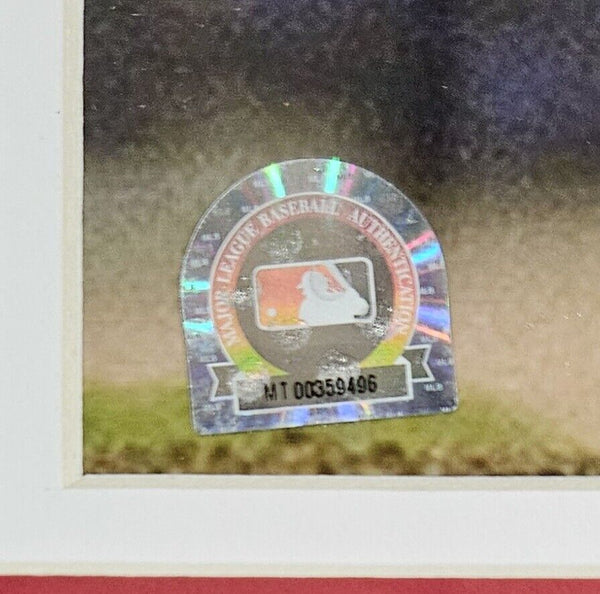 MAJOR LEAGUE BASEBALL AUTHENTICATION
MT 00359496